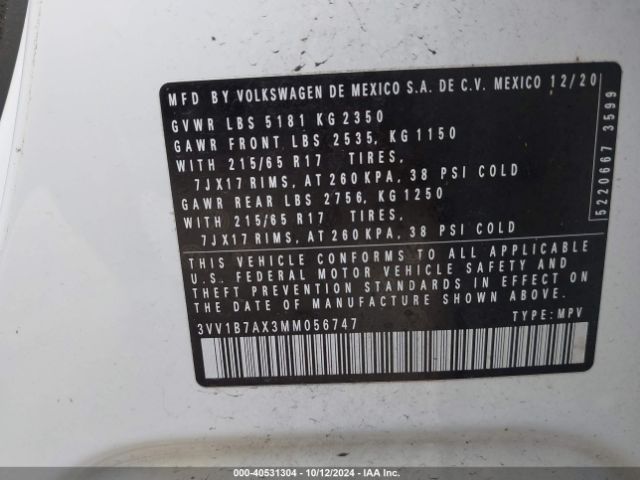 MFD BY VOLKSWAGEN DE MEXICO S.A. DE C.V. MEXICO 12/20
GVWR LBS 5181 KG 2350
GAWR FRONT LBS 2535, KG 1150
WITH 215/65 R17 TIRES,
7JX17 RIMS, AT 260 KPA, 38 PSI COLD
GAWR REAR LBS 2756, KG 1250
WITH 215/65 R17 TIRES,
7JX17 RIMS, AT 260 KPA, 38 PSI COLD
THIS VEHICLE CONFORMS TO ALL APPLICABLE
U.S. FEDERAL MOTOR VEHICLE SAFETY AND
THEFT PREVENTION STANDARDS IN EFFECT ON
THE DATE OF MANUFACTURE SHOWN ABOVE.
3VV1B7AX3MM056747 TYPE: MPV
5220667 3599
00-40531304 | 10/12/2024 | IAA Inc.